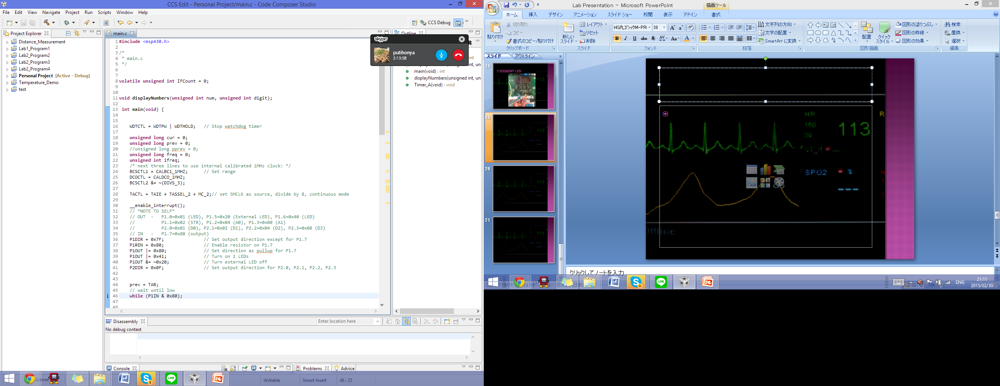 CCS Edit - Personal Project/main.c - Code Composer Studio
File Edit View Navigate Project Run Scripts Window Help
CCS Debug
Project Explorer
Distance_Measurement
Lab1_Program1
Lab2_Program2
Lab2_Program3
Lab2_Program4
Personal Project [Active - Debug]
Temperature_Demo
test
main.c
1 #include <msp430.h>
2
3 /*
4 * main.c
5 */
6
7
8 volatile unsigned int IFCount = 0;
9
10
11 void displayNumbers(unsigned int num, unsigned int digit);
12
13 int main(void) {
14
15
16 WDTCTL = WDTPW | WDTHOLD; // Stop watchdog timer
17
18 unsigned long cur = 0;
19 unsigned long prev = 0;
20 //unsigned long pprev = 0;
21 unsigned long freq = 0;
22 unsigned int ifreq;
23 /* next three lines to use internal calibrated 1MHz clock: */
24 BCSCTL1 = CALBC1_1MHZ; // Set range
25 DCOCTL = CALDCO_1MHZ;
26 BCSCTL2 &= ~(DIVS_3);
27
28 TACTL = TAIE + TASSEL_2 + MC_2;// set SMCLK as source, divide by 8, continuous mode
29
30 __enable_interrupt();
31 // *NOTE TO SELF*
32 // OUT - P1.0=0x01 (LED), P1.5=0x20 (External LED), P1.6=0x40 (LED)
33 // P1.1=0x02 (STR), P1.2=0x04 (A0), P1.3=0x08 (A1)
34 // P2.0=0x01 (D0), P2.1=0x02 (D1), P2.2=0x04 (D2), P2.3=0x08 (D3)
35 // IN - P1.7=0x80 (output)
36 P1DIR = 0x7F; // Set output direction except for P1.7
37 P1REN = 0x80; // Enable resistor on P1.7
38 P1OUT |= 0x80; // Set direction as pullup for P1.7
39 P1OUT |= 0x41; // Turn on 2 LEDs
40 P1OUT &= ~0x20; // Turn external LED off
41 P2DIR = 0x0F; // Set output direction for P2.0, P2.1, P2.2, P2.3
42
43
44 prev = TAR;
45 // wait until low
46 while (P1IN & 0x80);
47
48
Outline
skype
putihonya
2:13:58
int
int, un
main(void) : int
displayNumbers(unsigned int, un
Timer_A(void) : void
Disassembly
Enter location here
No debug context
Console
Problems
Advice
Licensed
Writable
Smart Insert
46 : 25
Lab Presentation - Microsoft PowerPoint
描画ツール
ホーム 挿入 デザイン アニメーション スライド ショー 校閲 表示 アドイン 書式
貼り付け
切り取り
コピー
書式のコピー/貼り付け
クリップボード
新しい
スライド
レイアウト
リセット
削除
スライド
HG丸ゴシックM-PR
38
フォント
文字列の方向
文字の配置
SmartArt に変換
段落
配置
クイック
スタイル
図形の塗りつぶし
図形の枠線
図形の効果
図形描画
検索
置換
選択
編集
スライド
アウトライン
18
7 SEGMENT LED
19
20
21
HR
160
39
113
SPO2
%
---
Offline
クリックしてノートを入力
74%
ENG
21:11
2015/03/30